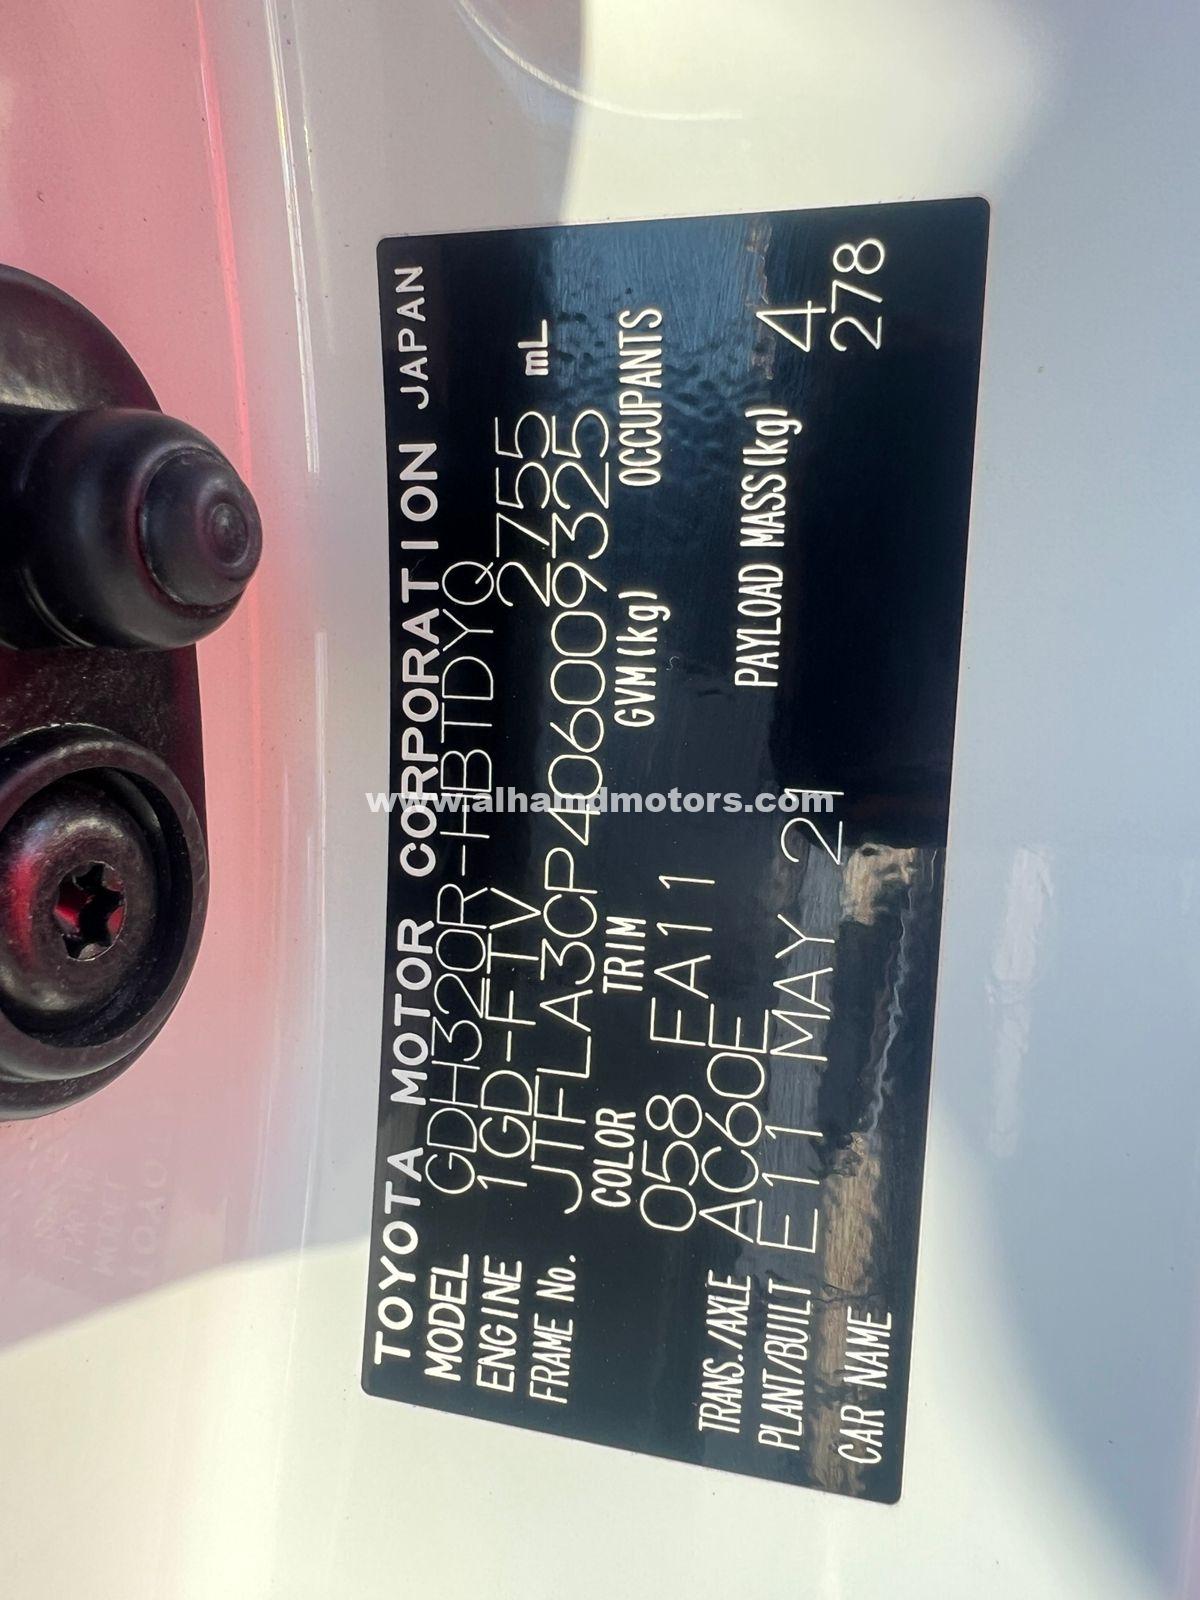 TOYOTA MOTOR CORPORATION JAPAN
MODEL GDH320R-HBTDYQ
ENGINE 1GD-FTV 2755 mL
FRAME No. JTFLA3CP406009325
COLOR TRIM GVM(kg) OCCUPANTS
058 FA11 4
TRANS./AXLE AC60E PAYLOAD MASS(kg) 278
PLANT/BUILT E11 MAY 21
CAR NAME
www.alhamdmotors.com